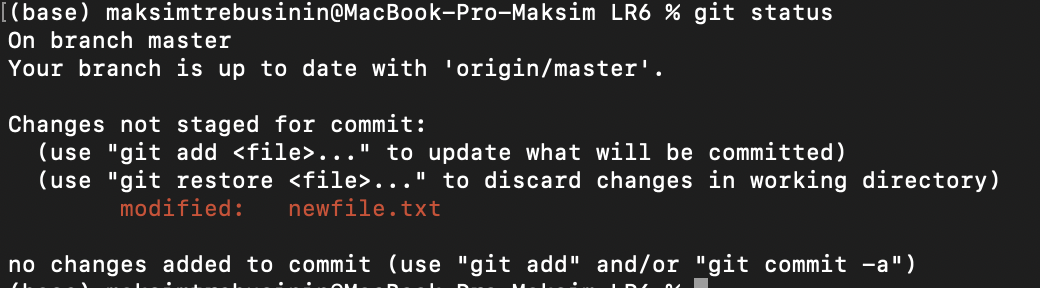 [(base) maksimtrebusinin@MacBook-Pro-Maksim LR6 % git status
On branch master
Your branch is up to date with 'origin/master'.
Changes not staged for commit:
(use "git add <file>..." to update what will be committed)
(use "git restore <file>..." to discard changes in working directory)
modified: newfile.txt
no changes added to commit (use "git add" and/or "git commit -a")
(base) maksimtrebusinin@MacBook-Pro-Maksim LR6 %